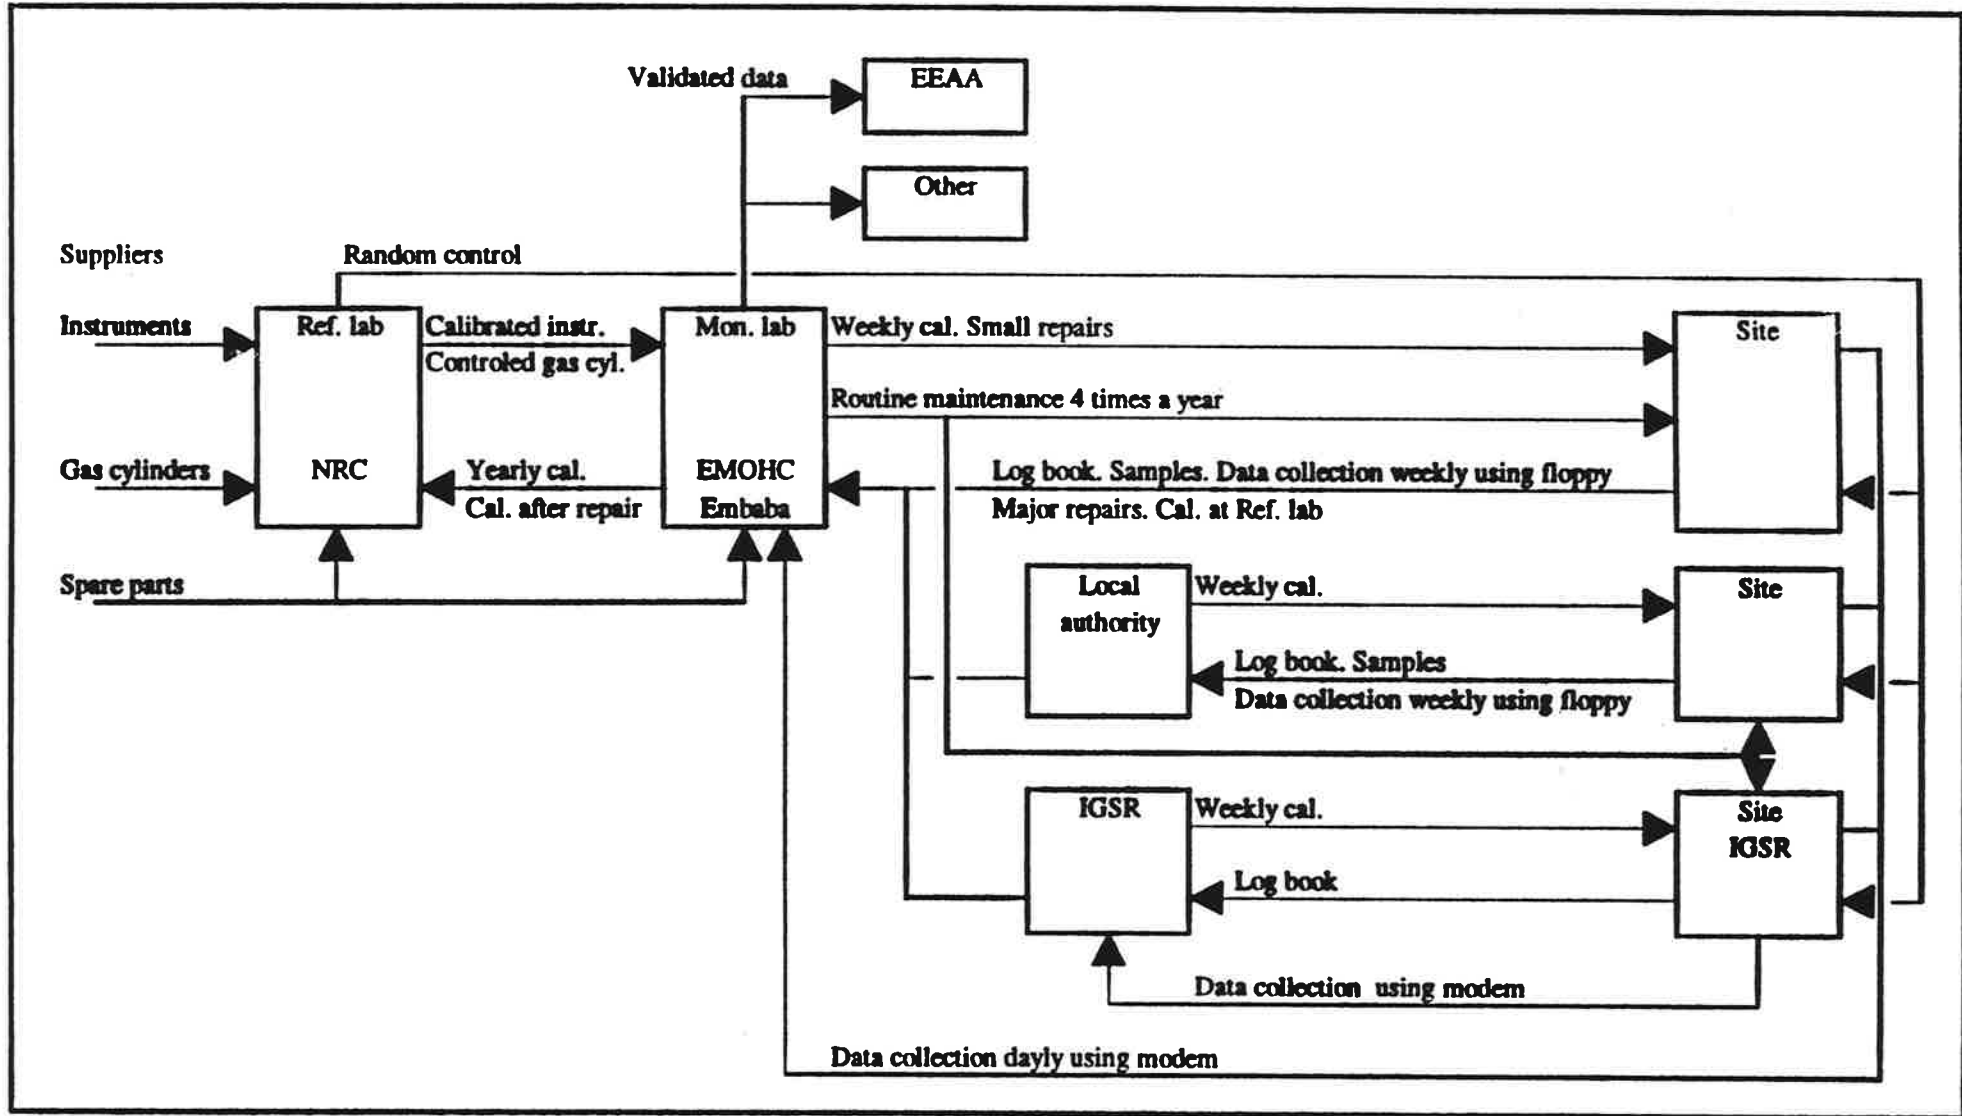 Validated data
EEAA
Other
Suppliers
Random control
Instruments
Ref. lab
Calibrated instr.
Controled gas cyl.
Mon. lab
Weekly cal. Small repairs
Site
Routine maintenance 4 times a year
Gas cylinders
NRC
Yearly cal.
Cal. after repair
EMOHC
Embaba
Log book. Samples. Data collection weekly using floppy
Major repairs. Cal. at Ref. lab
Spare parts
Local
authority
Weekly cal.
Site
Log book. Samples
Data collection weekly using floppy
IGSR
Weekly cal.
Site
IGSR
Log book
Data collection using modem
Data collection dayly using modem